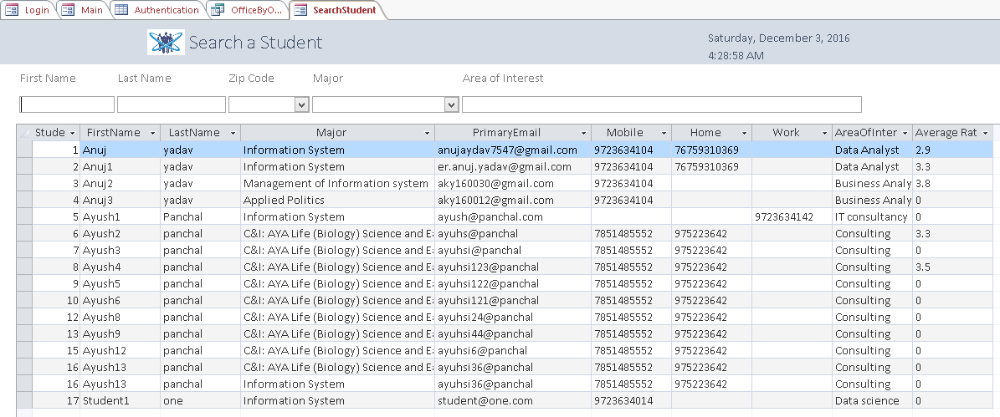 Login Main Authentication OfficeByO... SearchStudent
Search a Student
Saturday, December 3, 2016
4:28:58 AM
First Name Last Name Zip Code Major Area of Interest
Stude FirstName LastName Major PrimaryEmail Mobile Home Work AreaOfInter Average Rat
1 Anuj yadav Information System anujaydav7547@gmail.com 9723634104 76759310369 Data Analyst 2.9
2 Anuj1 yadav Information System er.anuj.yadav@gmail.com 9723634104 76759310369 Data Analyst 3.3
3 Anuj2 yadav Management of Information system aky160030@gmail.com 9723634104 Business Analy 3.8
4 Anuj3 yadav Applied Politics aky160012@gmail.com 9723634104 Business Analy 0
5 Ayush1 Panchal Information System ayush@panchal.com 9723634142 IT consultancy 0
6 Ayush2 panchal C&I: AYA Life (Biology) Science and E: ayuhs@panchal 7851485552 975223642 Consulting 3.3
7 Ayush3 panchal C&I: AYA Life (Biology) Science and E: ayuhsi@panchal 7851485552 975223642 Consulting 0
8 Ayush4 panchal C&I: AYA Life (Biology) Science and E: ayuhsi123@panchal 7851485552 975223642 Consulting 3.5
9 Ayush5 panchal C&I: AYA Life (Biology) Science and E: ayuhsi122@panchal 7851485552 975223642 Consulting 0
10 Ayush6 panchal C&I: AYA Life (Biology) Science and E: ayuhsi121@panchal 7851485552 975223642 Consulting 0
12 Ayush8 panchal C&I: AYA Life (Biology) Science and E: ayuhsi24@panchal 7851485552 975223642 Consulting 0
13 Ayush9 panchal C&I: AYA Life (Biology) Science and E: ayuhsi44@panchal 7851485552 975223642 Consulting 0
15 Ayush12 panchal C&I: AYA Life (Biology) Science and E: ayuhsi6@panchal 7851485552 975223642 Consulting 0
16 Ayush13 panchal C&I: AYA Life (Biology) Science and E: ayuhsi36@panchal 7851485552 975223642 Consulting 0
16 Ayush13 panchal Information System ayuhsi36@panchal 7851485552 975223642 Consulting 0
17 Student1 one Information System student@one.com 9723634014 Data science 0